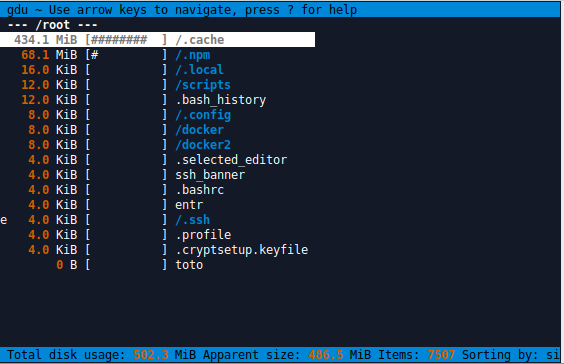 gdu ~ Use arrow keys to navigate, press ? for help
--- /root ---
434.1 MiB [######## ] /.cache
68.1 MiB [# ] /.npm
16.0 KiB [ ] /.local
12.0 KiB [ ] /scripts
12.0 KiB [ ] .bash_history
8.0 KiB [ ] /.config
8.0 KiB [ ] /docker
8.0 KiB [ ] /docker2
4.0 KiB [ ] .selected_editor
4.0 KiB [ ] ssh_banner
4.0 KiB [ ] .bashrc
4.0 KiB [ ] entr
e 4.0 KiB [ ] /.ssh
4.0 KiB [ ] .profile
4.0 KiB [ ] .cryptsetup.keyfile
0 B [ ] toto
Total disk usage: 502.3 MiB Apparent size: 486.5 MiB Items: 7507 Sorting by: si